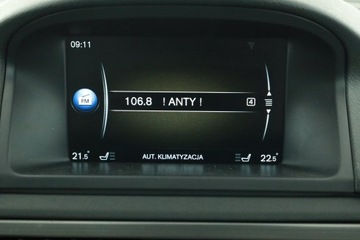 09:11
FM
106.8 ! ANTY ! 4
21.5 AUT. KLIMATYZACJA 22.5